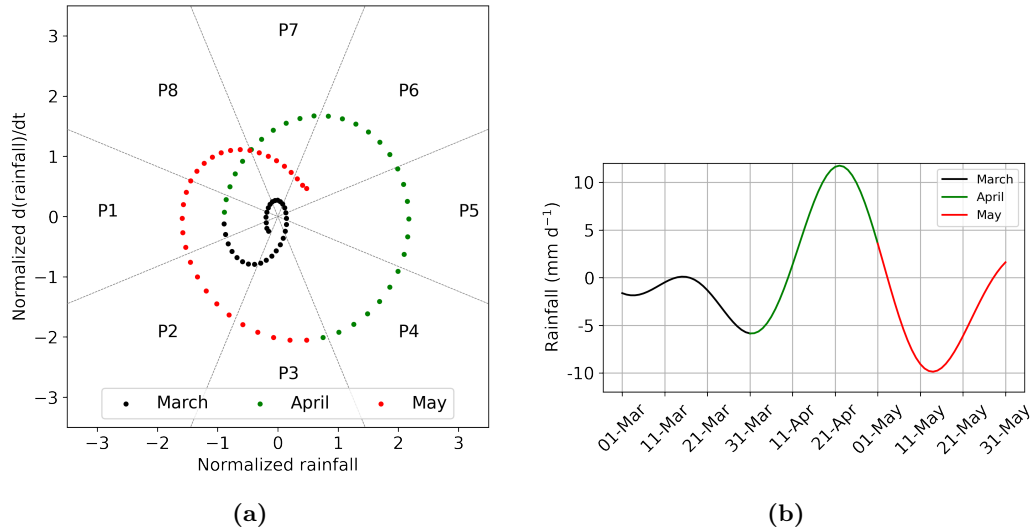 P7
P8
P6
P1
P5
P2
P4
P3
3
2
1
0
−1
−2
−3
−3 −2 −1 0 1 2 3
Normalized d(rainfall)/dt
Normalized rainfall
March April May
(a)
10
5
0
-5
-10
Rainfall (mm d⁻¹)
March
April
May
01-Mar 11-Mar 21-Mar 31-Mar 11-Apr 21-Apr 01-May 11-May 21-May 31-May
(b)